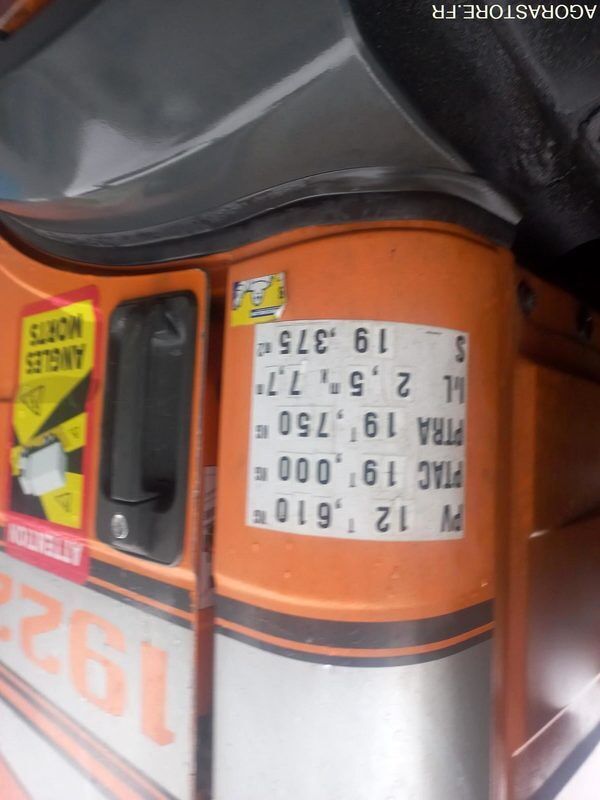 PV 12 T,610 KG
PTAC 19 T,000 KG
PTRA 19 T,750 KG
l.L 2,5 m x 7,7 m
S 19,375 m2
ATTENTION
ANGLES
MORTS
AGORASTORE.FR